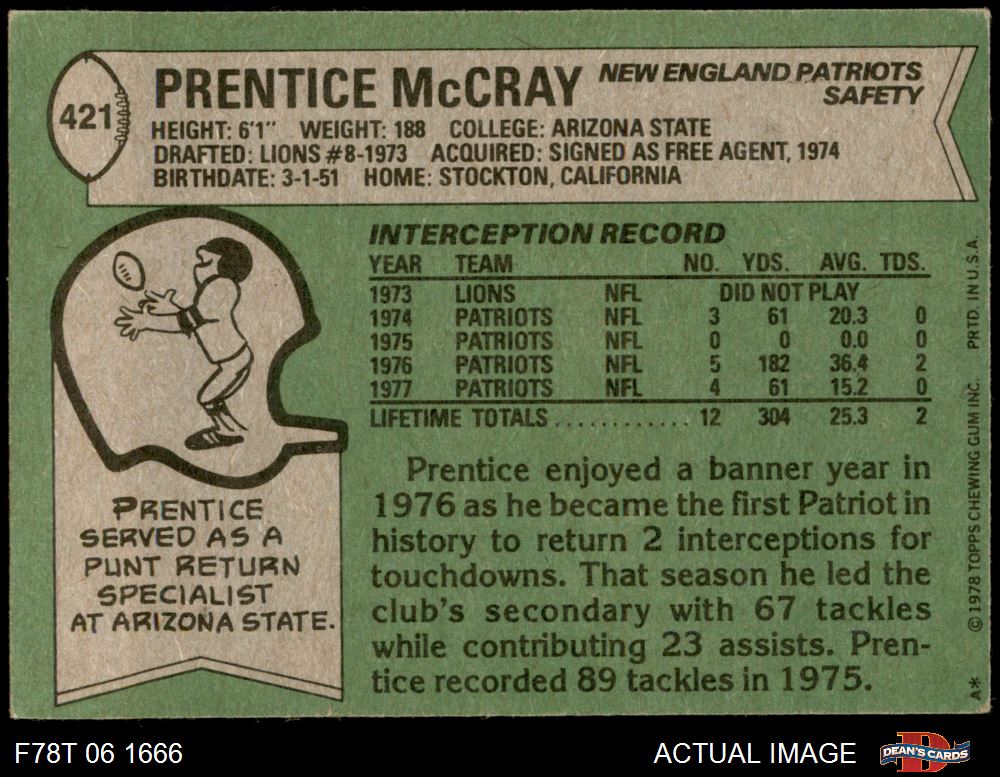 421
PRENTICE McCRAY
NEW ENGLAND PATRIOTS
SAFETY
HEIGHT: 6'1" WEIGHT: 188 COLLEGE: ARIZONA STATE
DRAFTED: LIONS #8-1973 ACQUIRED: SIGNED AS FREE AGENT, 1974
BIRTHDATE: 3-1-51 HOME: STOCKTON, CALIFORNIA
INTERCEPTION RECORD
YEAR TEAM NO. YDS. AVG. TDS.
1973 LIONS NFL DID NOT PLAY
1974 PATRIOTS NFL 3 61 20.3 0
1975 PATRIOTS NFL 0 0 0.0 0
1976 PATRIOTS NFL 5 182 36.4 2
1977 PATRIOTS NFL 4 61 15.2 0
LIFETIME TOTALS............ 12 304 25.3 2
Prentice enjoyed a banner year in
1976 as he became the first Patriot in
history to return 2 interceptions for
touchdowns. That season he led the
club's secondary with 67 tackles
while contributing 23 assists. Pren-
tice recorded 89 tackles in 1975.
PRENTICE
SERVED AS A
PUNT RETURN
SPECIALIST
AT ARIZONA STATE.
A* © 1978 TOPPS CHEWING GUM INC. PRTD. IN U.S.A.
F78T 06 1666
ACTUAL IMAGE
DEAN'S CARDS